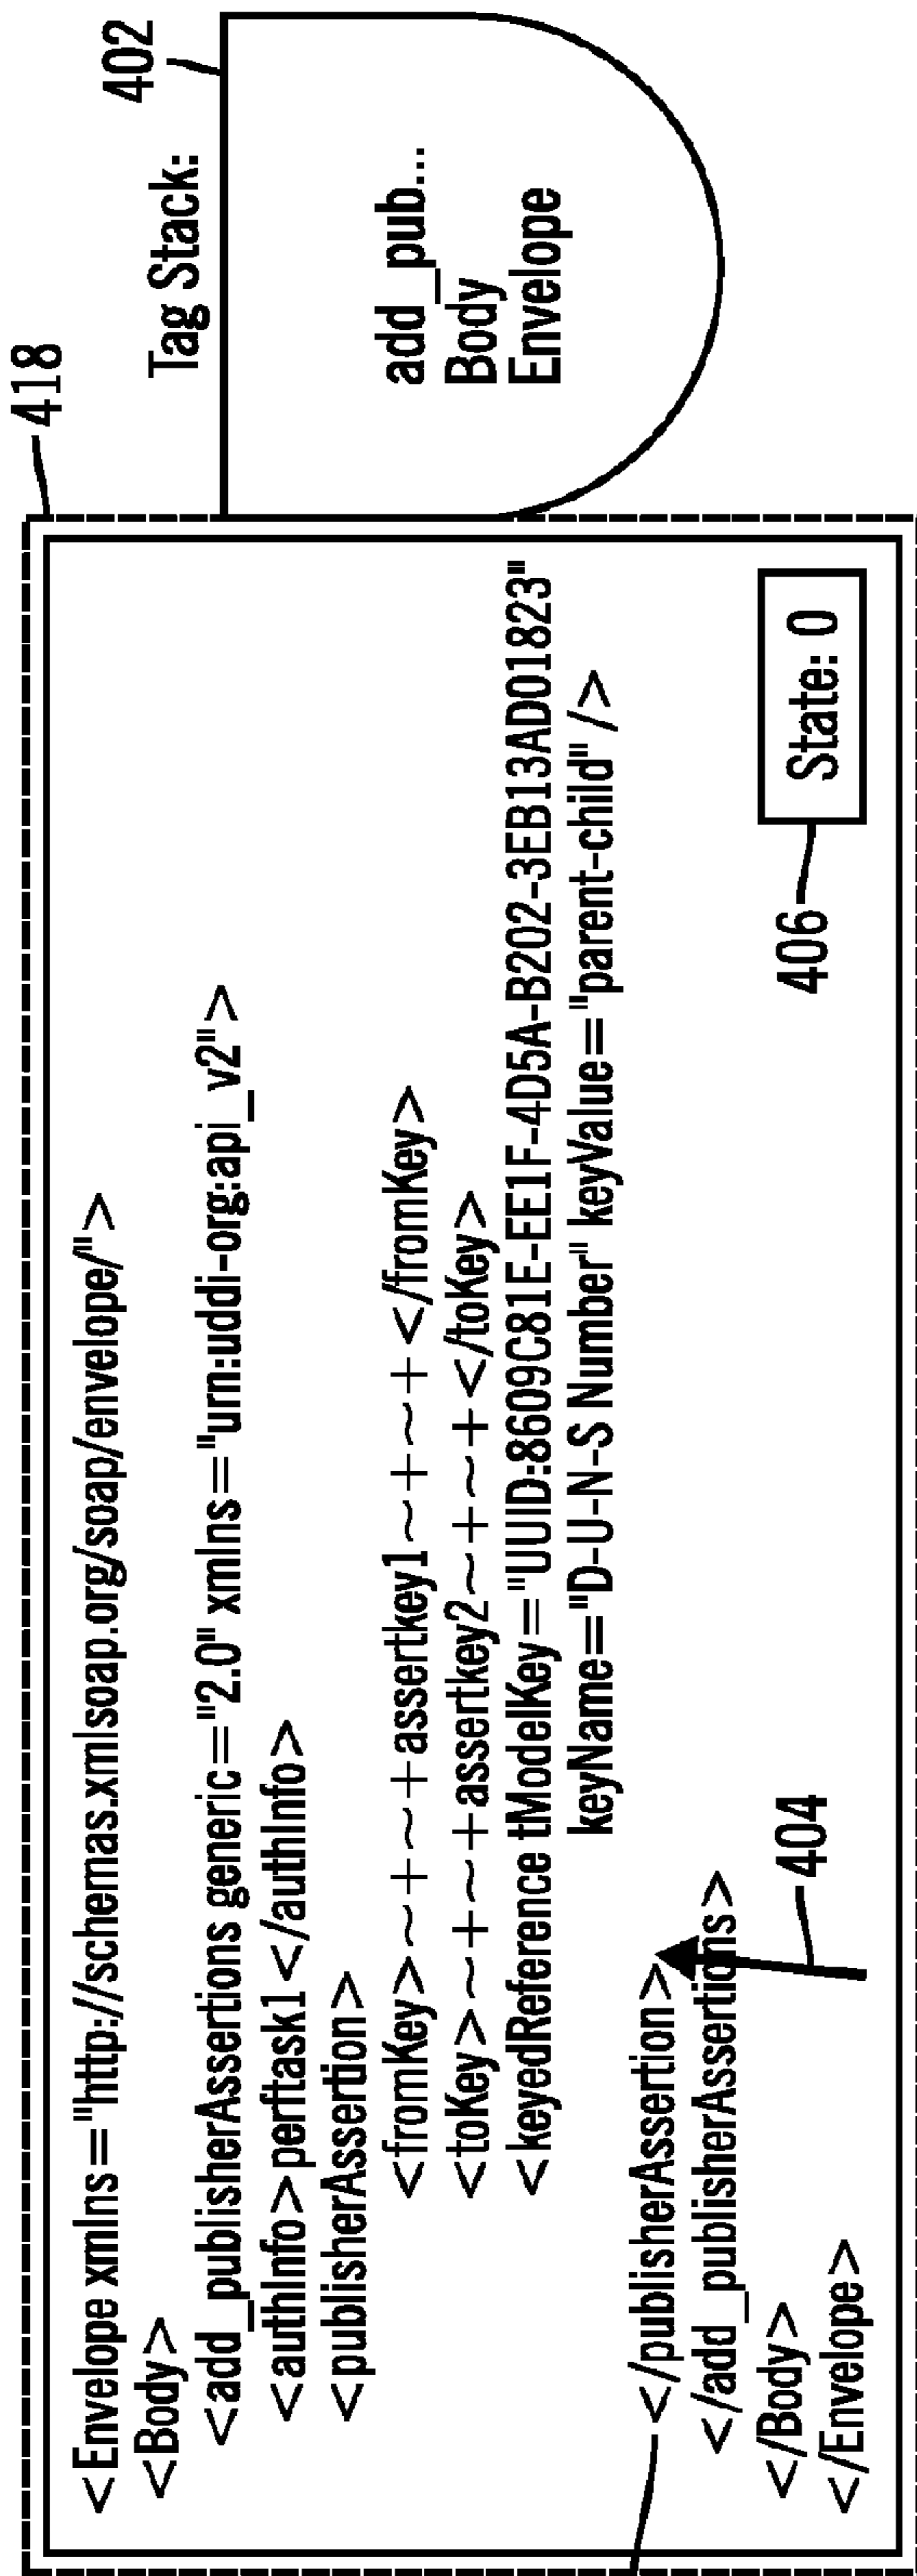 418
<Envelope xmlns="http://schemas.xmlsoap.org/soap/envelope/">
<Body>
<add_publisherAssertions generic="2.0" xmlns="urn:uddi-org:api_v2">
<authInfo>perftask1</authInfo>
<publisherAssertion>
<fromKey>~+~+~+assertkey1~+~+~+</fromKey>
<toKey>~+~+~+assertkey2~+~+~+</toKey>
<keyedReference tModelKey="UUID:8609C81E-EE1F-4D5A-B202-3EB13AD01823"
keyName="D-U-N-S Number" keyValue="parent-child"/>
</publisherAssertion>
</add_publisherAssertions>
</Body>
</Envelope>
404
406
State: 0
Tag Stack:
402
add_pub...
Body
Envelope